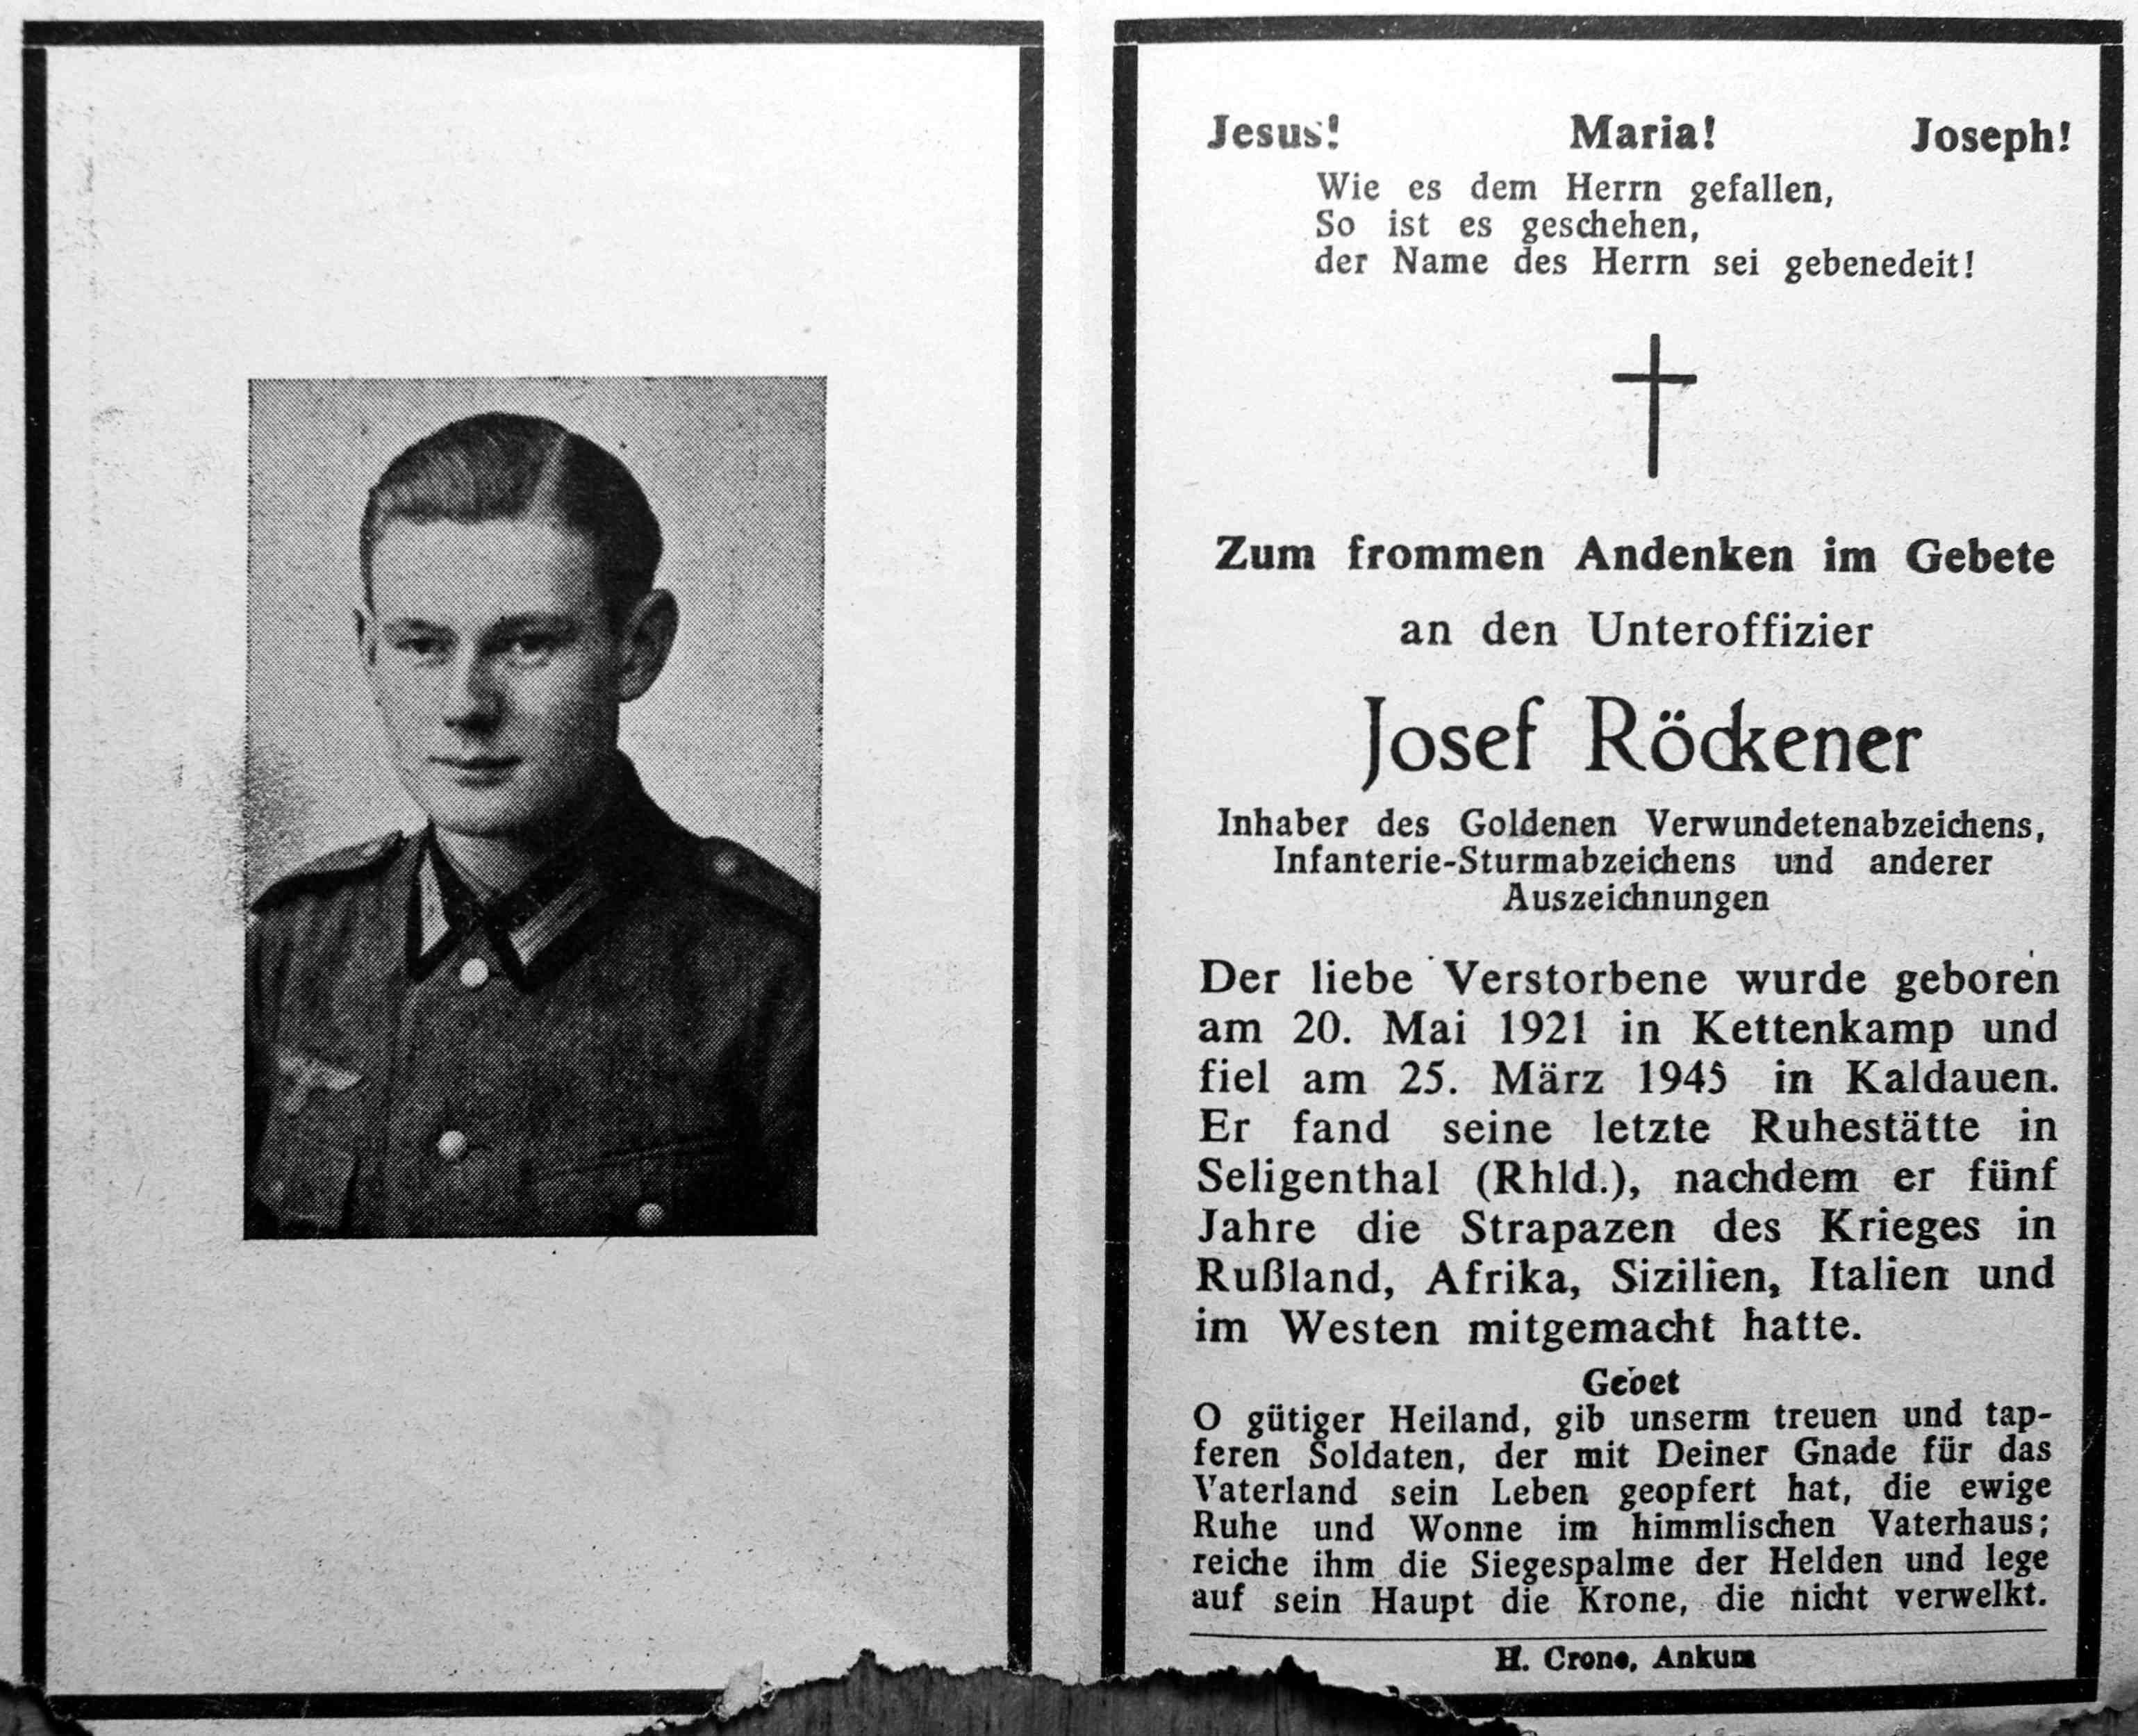 Jesus! Maria! Joseph!
Wie es dem Herrn gefallen,
So ist es geschehen,
der Name des Herrn sei gebenedeit!
Zum frommen Andenken im Gebete
an den Unteroffizier
Josef Röckener
Inhaber des Goldenen Verwundetenabzeichens,
Infanterie-Sturmabzeichens und anderer
Auszeichnungen
Der liebe Verstorbene wurde geboren
am 20. Mai 1921 in Kettenkamp und
fiel am 25. März 1945 in Kaldauen.
Er fand seine letzte Ruhestätte in
Seligenthal (Rhld.), nachdem er fünf
Jahre die Strapazen des Krieges in
Rußland, Afrika, Sizilien, Italien und
im Westen mitgemacht hatte.
Gebet
O gütiger Heiland, gib unserm treuen und tap-
feren Soldaten, der mit Deiner Gnade für das
Vaterland sein Leben geopfert hat, die ewige
Ruhe und Wonne im himmlischen Vaterhaus;
reiche ihm die Siegespalme der Helden und lege
auf sein Haupt die Krone, die nicht verwelkt.
H. Crone, Ankum